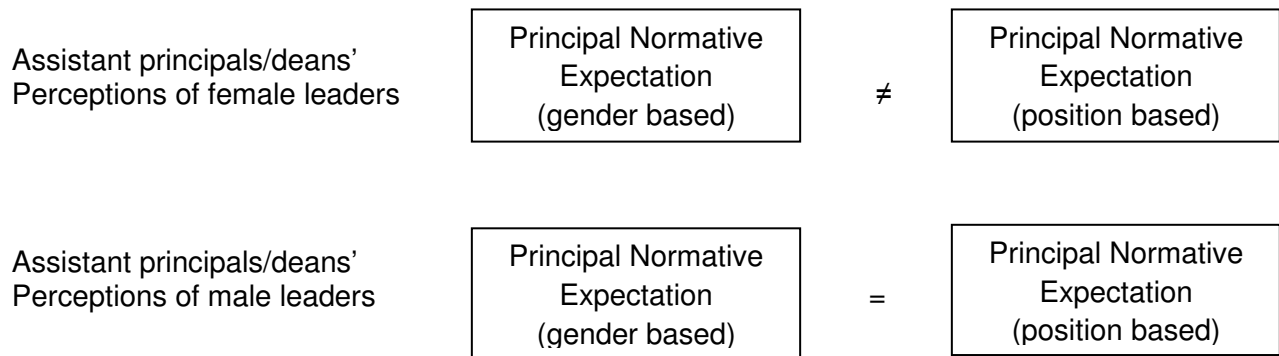 Assistant principals/deans’
Perceptions of female leaders
Principal Normative
Expectation
(gender based)
≠
Principal Normative
Expectation
(position based)
Assistant principals/deans’
Perceptions of male leaders
Principal Normative
Expectation
(gender based)
=
Principal Normative
Expectation
(position based)